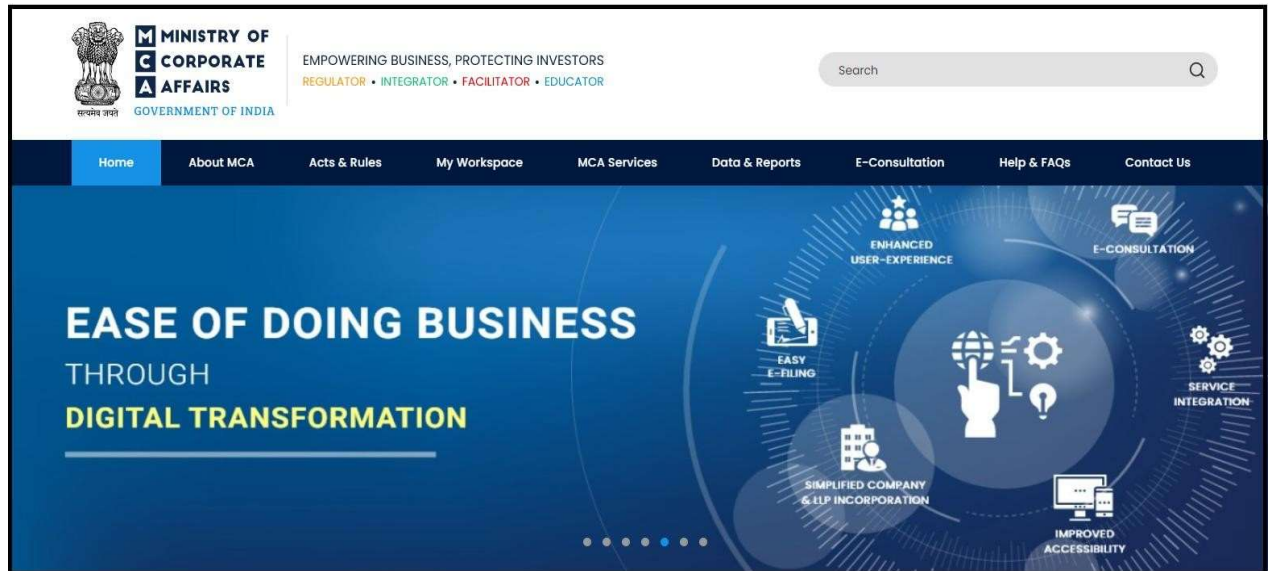 MINISTRY OF
CORPORATE
AFFAIRS
GOVERNMENT OF INDIA
सत्यमेव जयते
M
C
A
EMPOWERING BUSINESS, PROTECTING INVESTORS
REGULATOR • INTEGRATOR • FACILITATOR • EDUCATOR
Search
Home About MCA Acts & Rules My Workspace MCA Services Data & Reports E-Consultation Help & FAQs Contact Us
EASE OF DOING BUSINESS
THROUGH
DIGITAL TRANSFORMATION
ENHANCED
USER-EXPERIENCE
E-CONSULTATION
EASY
E-FILING
SERVICE
INTEGRATION
SIMPLIFIED COMPANY
& LLP INCORPORATION
IMPROVED
ACCESSIBILITY